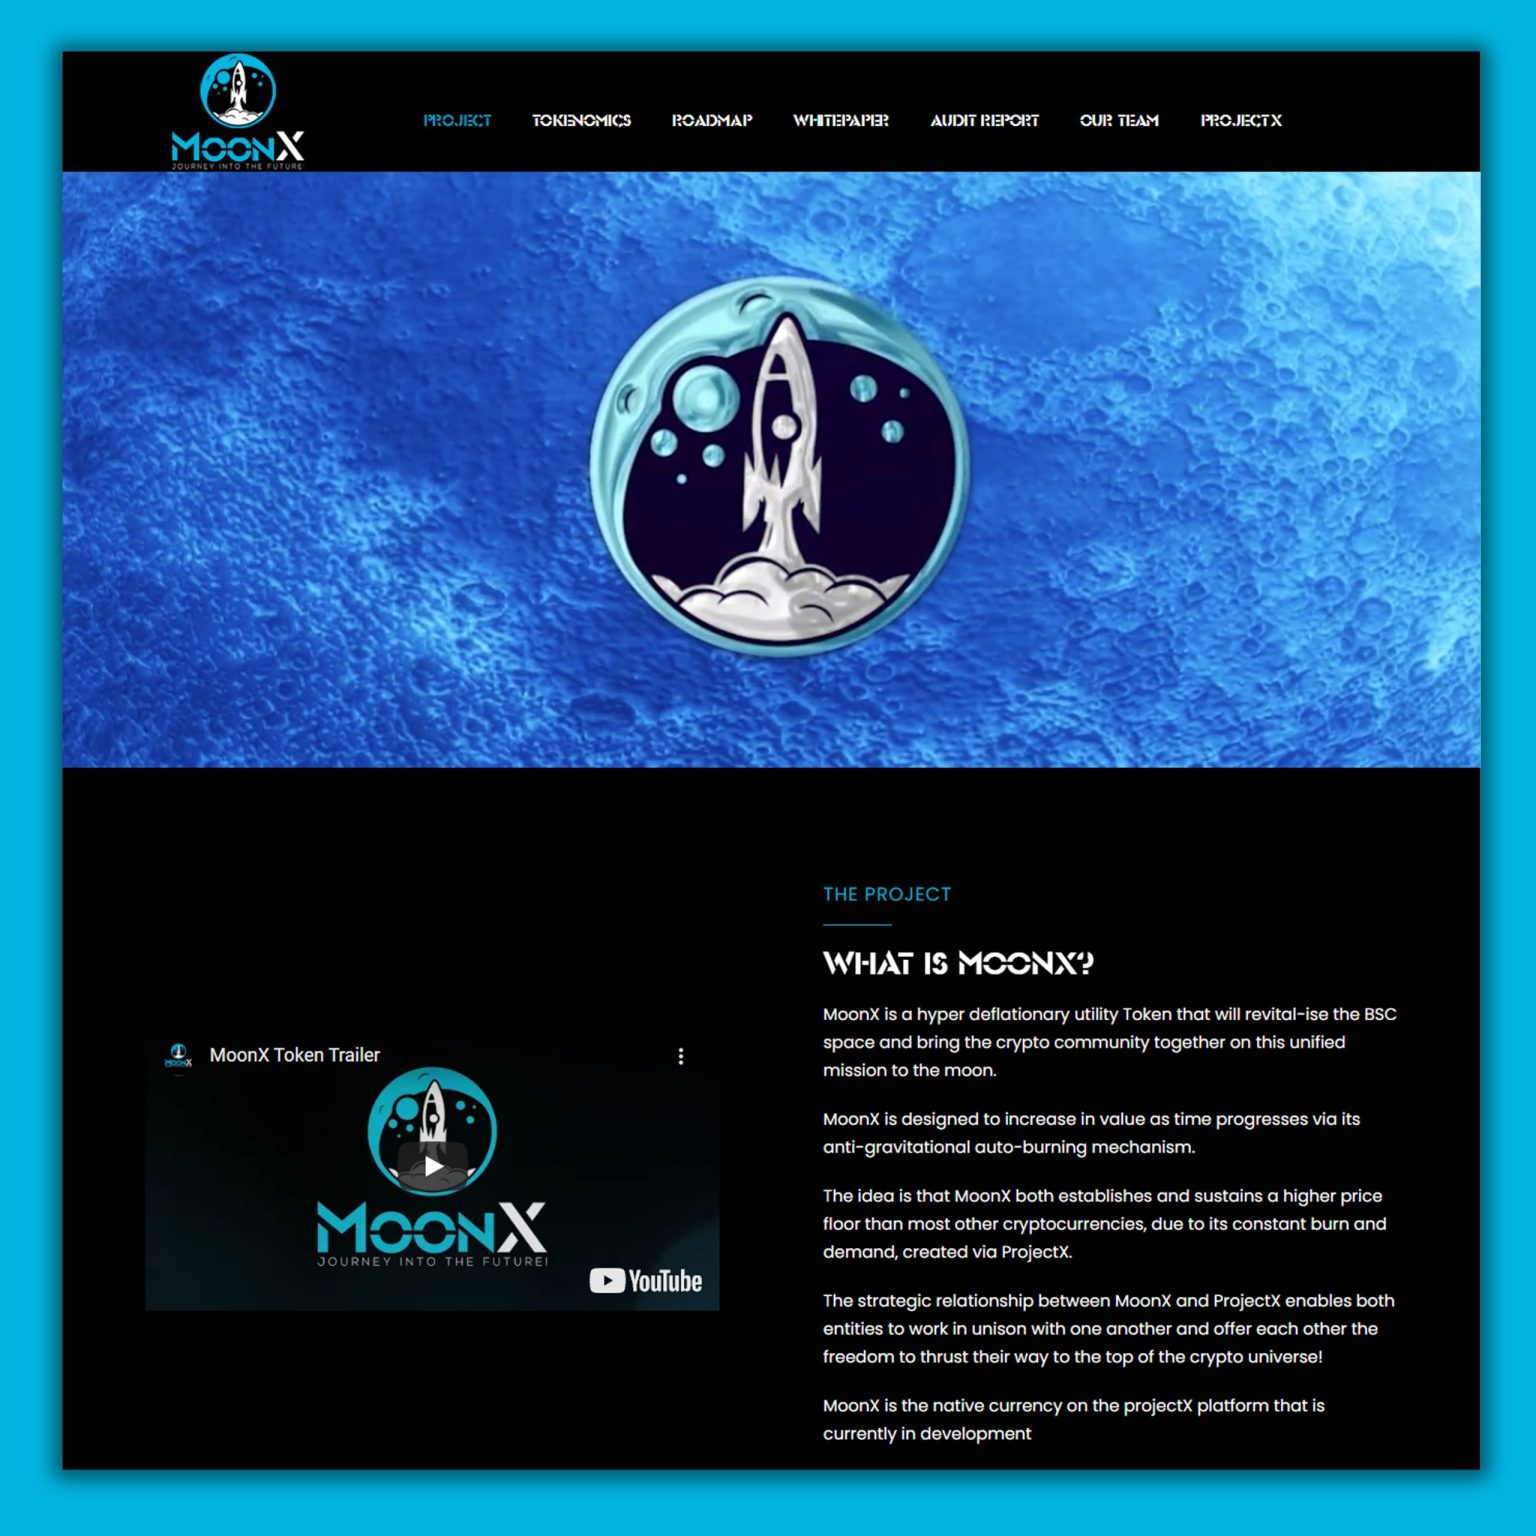 MOONX
JOURNEY INTO THE FUTURE!
PROJECT TOKENOMICS ROADMAP WHITEPAPER AUDIT REPORT OUR TEAM PROJECT X
THE PROJECT
WHAT IS MOONX?
MoonX is a hyper deflationary utility Token that will revital-ise the BSC
space and bring the crypto community together on this unified
mission to the moon.
MoonX is designed to increase in value as time progresses via its
anti-gravitational auto-burning mechanism.
The idea is that MoonX both establishes and sustains a higher price
floor than most other cryptocurrencies, due to its constant burn and
demand, created via ProjectX.
The strategic relationship between MoonX and ProjectX enables both
entities to work in unison with one another and offer each other the
freedom to thrust their way to the top of the crypto universe!
MoonX is the native currency on the projectX platform that is
currently in development
MOONX
MoonX Token Trailer
MOONX
JOURNEY INTO THE FUTURE!
YouTube